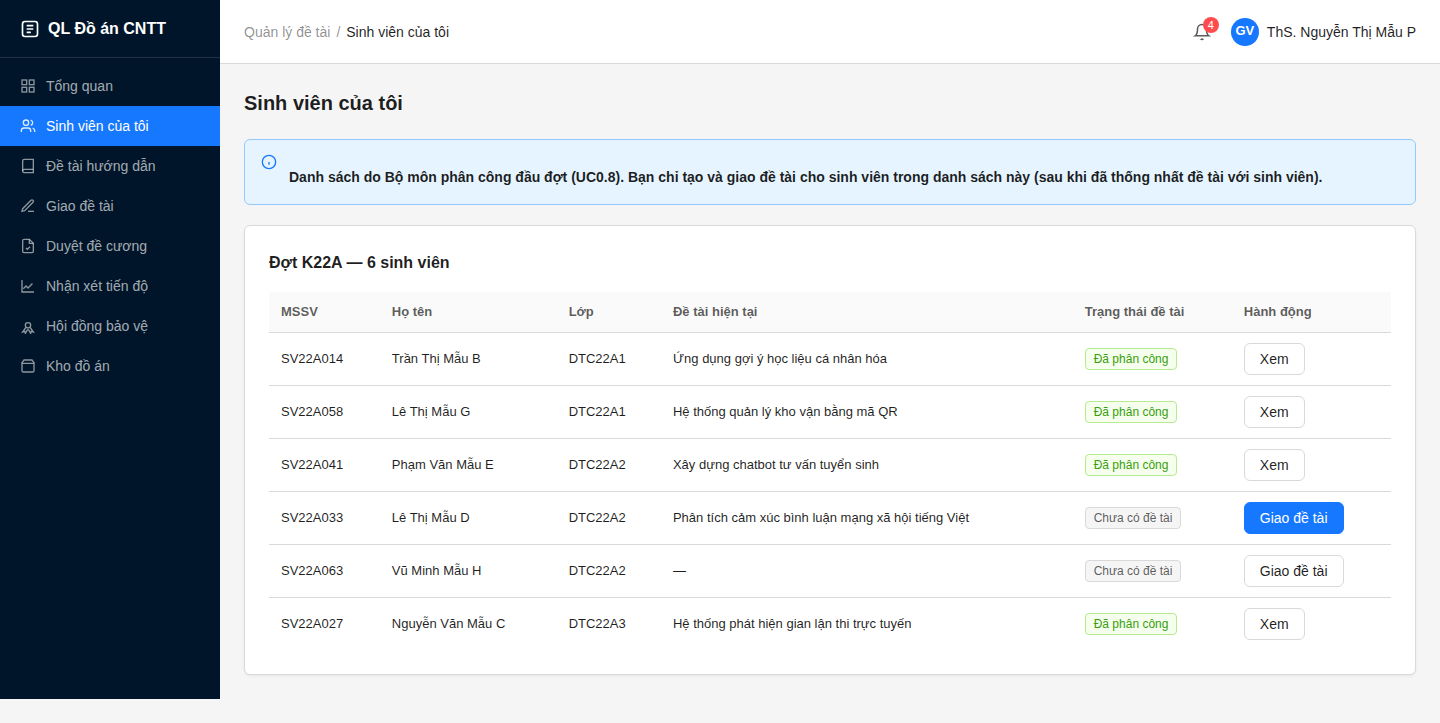 QL Đồ án CNTT
Tổng quan
Sinh viên của tôi
Đề tài hướng dẫn
Giao đề tài
Duyệt đề cương
Nhận xét tiến độ
Hội đồng bảo vệ
Kho đồ án
Quản lý đề tài / Sinh viên của tôi
4
GV ThS. Nguyễn Thị Mẫu P
Sinh viên của tôi
Danh sách do Bộ môn phân công đầu đợt (UC0.8). Bạn chỉ tạo và giao đề tài cho sinh viên trong danh sách này (sau khi đã thống nhất đề tài với sinh viên).
Đợt K22A — 6 sinh viên
MSSV Họ tên Lớp Đề tài hiện tại Trạng thái đề tài Hành động
SV22A014 Trần Thị Mẫu B DTC22A1 Ứng dụng gợi ý học liệu cá nhân hóa Đã phân công Xem
SV22A058 Lê Thị Mẫu G DTC22A1 Hệ thống quản lý kho vận bằng mã QR Đã phân công Xem
SV22A041 Phạm Văn Mẫu E DTC22A2 Xây dựng chatbot tư vấn tuyển sinh Đã phân công Xem
SV22A033 Lê Thị Mẫu D DTC22A2 Phân tích cảm xúc bình luận mạng xã hội tiếng Việt Chưa có đề tài Giao đề tài
SV22A063 Vũ Minh Mẫu H DTC22A2 — Chưa có đề tài Giao đề tài
SV22A027 Nguyễn Văn Mẫu C DTC22A3 Hệ thống phát hiện gian lận thi trực tuyến Đã phân công Xem